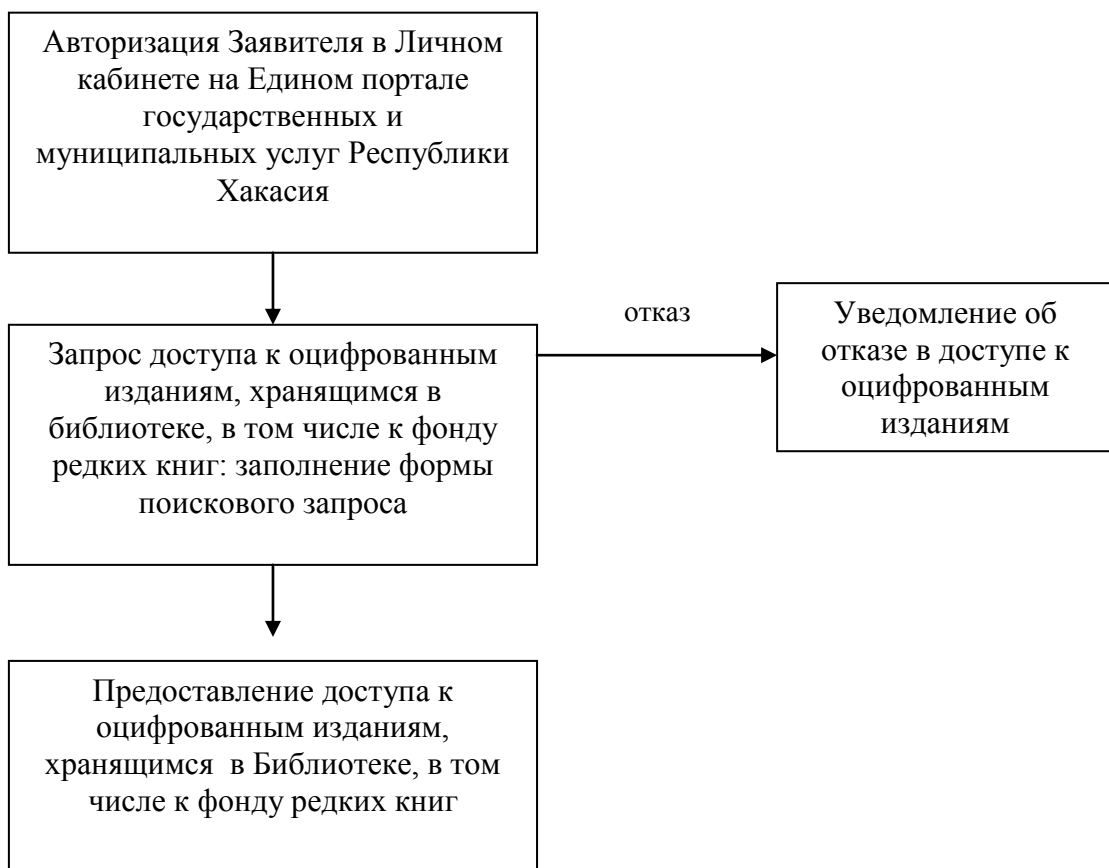 Авторизация Заявителя в Личном
кабинете на Едином портале
государственных и
муниципальных услуг Республики
Хакасия
Запрос доступа к оцифрованным
изданиям, хранящимся в
библиотеке, в том числе к фонду
редких книг: заполнение формы
поискового запроса
отказ
Уведомление об
отказе в доступе к
оцифрованным
изданиям
Предоставление доступа к
оцифрованным изданиям,
хранящимся в Библиотеке, в том
числе к фонду редких книг